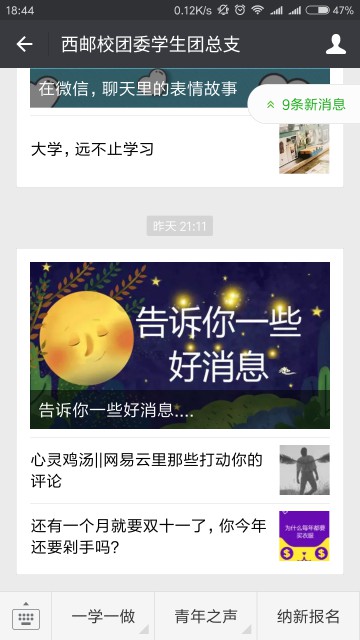 18:44
0.12K/s
47%
西邮校团委学生团总支
在微信，聊天里的表情故事
9条新消息
大学，远不止学习
昨天 21:11
告诉你一些
好消息
告诉你一些好消息....
心灵鸡汤||网易云里那些打动你的
评论
还有一个月就要双十一了，你今年
还要剁手吗?
为什么每年都要
买衣服
一学一做
青年之声
纳新报名